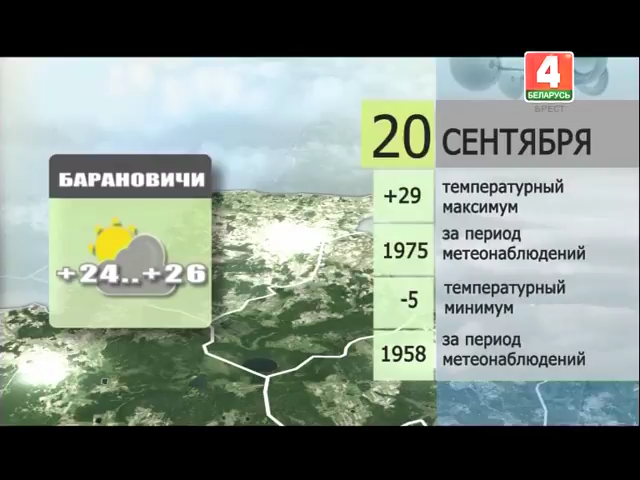 4
БЕЛАРУСЬ
БРЕСТ
БАРАНОВИЧИ
+24..+26
20 СЕНТЯБРЯ
+29 температурный
максимум
1975 за период
метеонаблюдений
-5 температурный
минимум
1958 за период
метеонаблюдений